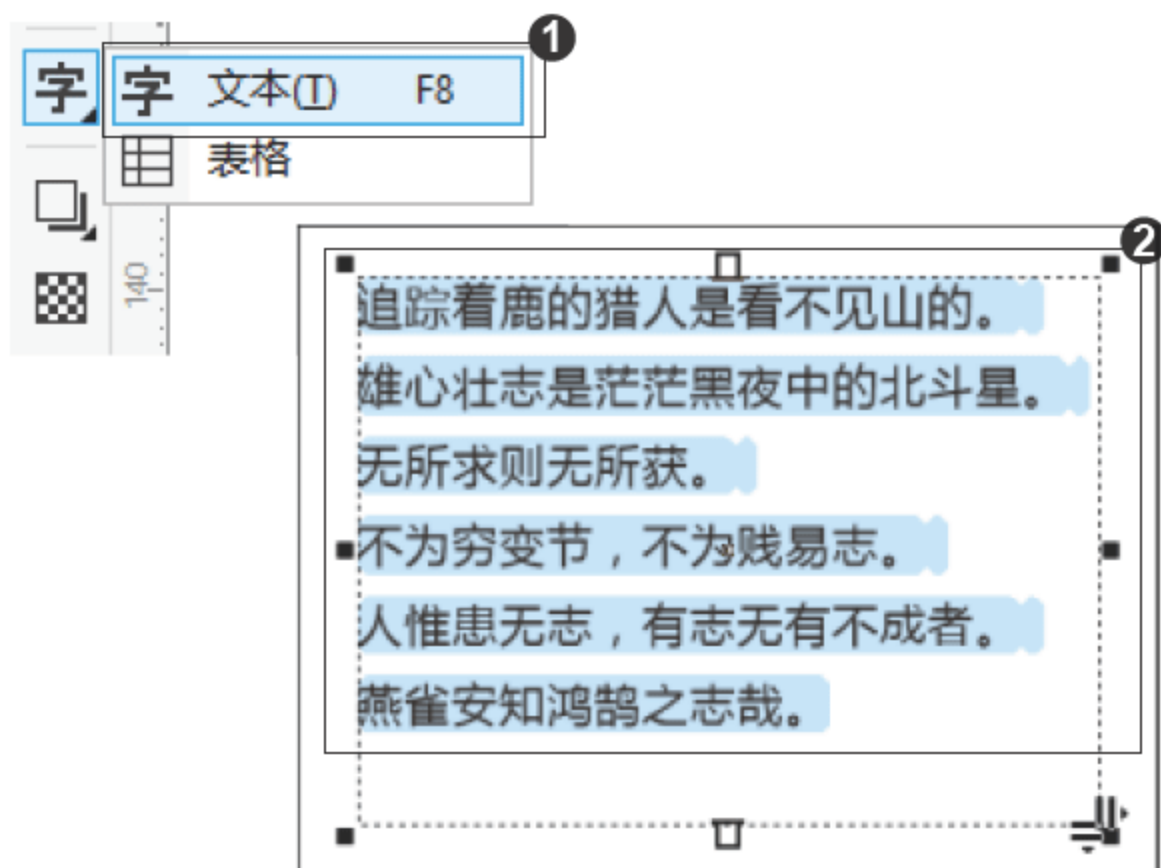 1
字 字 文本(T) F8
表格
140
2
追踪着鹿的猎人是看不见山的。
雄心壮志是茫茫黑夜中的北斗星。
无所求则无所获。
不为穷变节，不为贱易志。
人惟患无志，有志无有不成者。
燕雀安知鸿鹄之志哉。